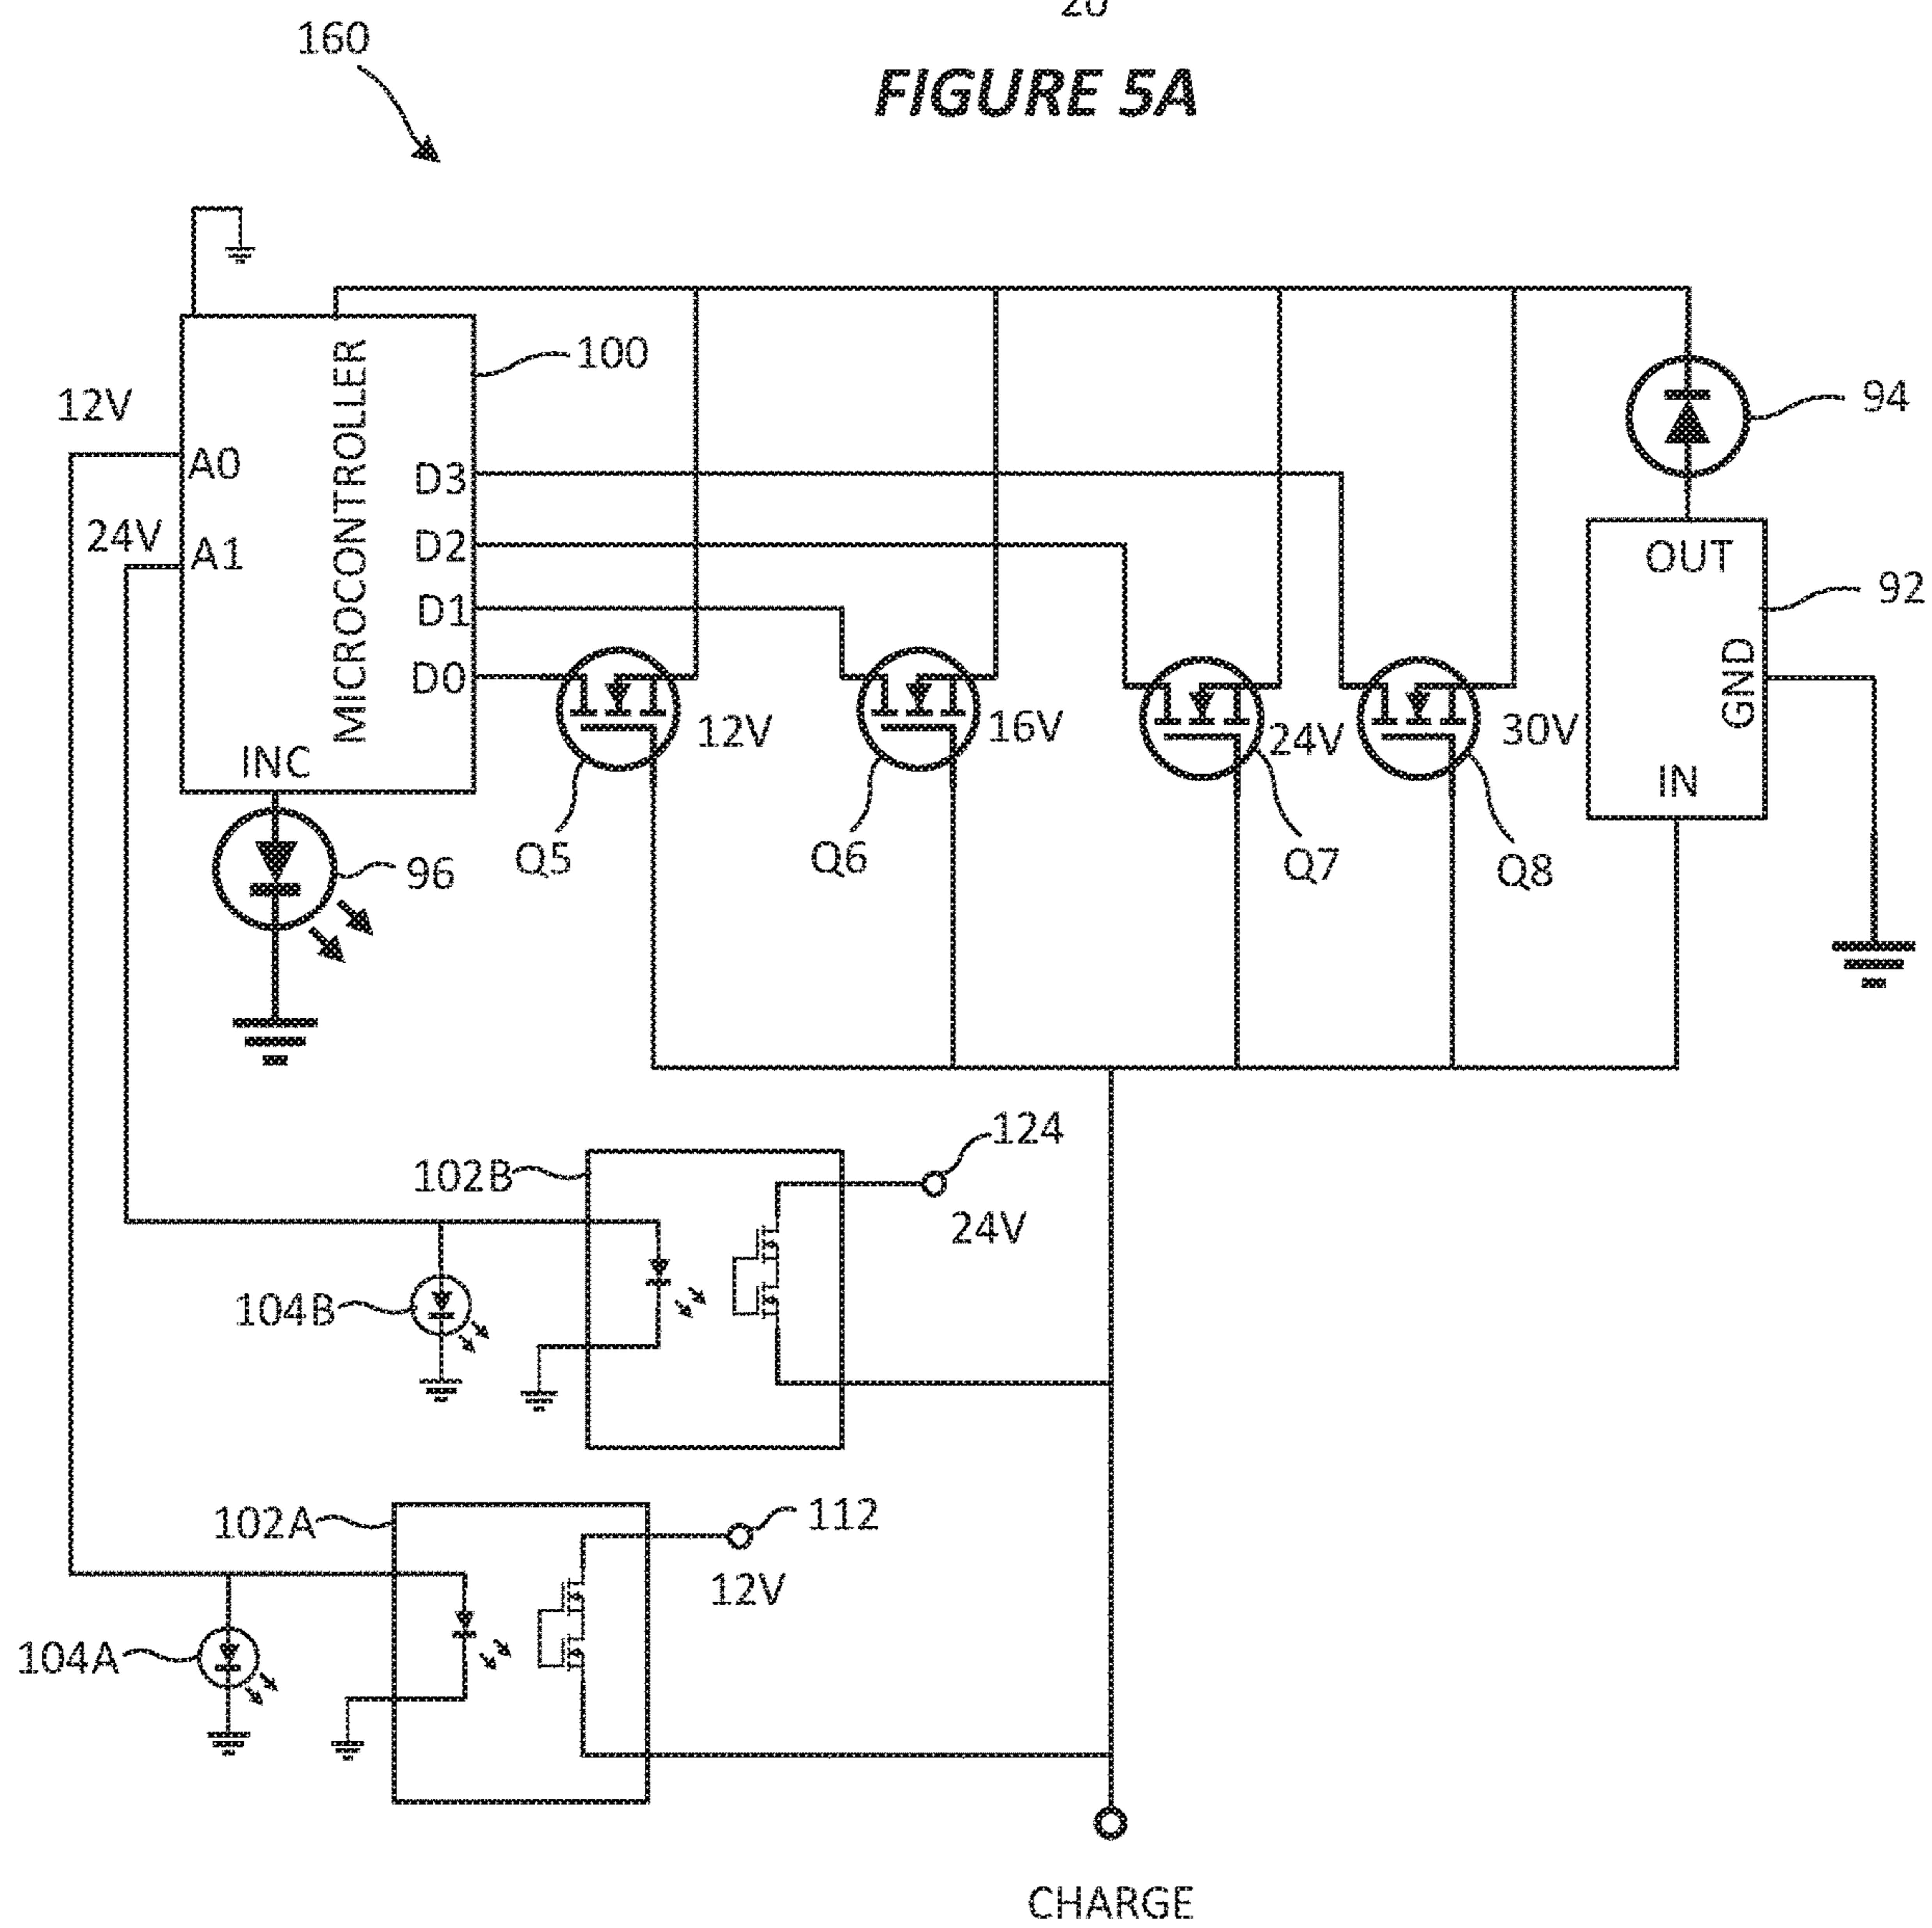 20
FIGURE 5A
160
100
12V
A0
24V
A1
MICROCONTROLLER
D3
D2
D1
D0
INC
96
12V
Q5
16V
Q6
24V
Q7
30V
Q8
94
OUT
92
GND
IN
124
102B
24V
104B
112
102A
12V
104A
CHARGE